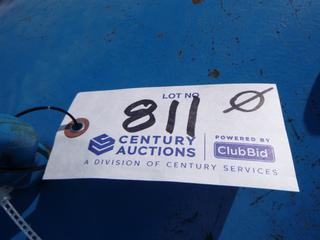 LOT NO
811 Ø
CENTURY
AUCTIONS
POWERED BY
ClubBid
A DIVISION OF CENTURY SERVICES